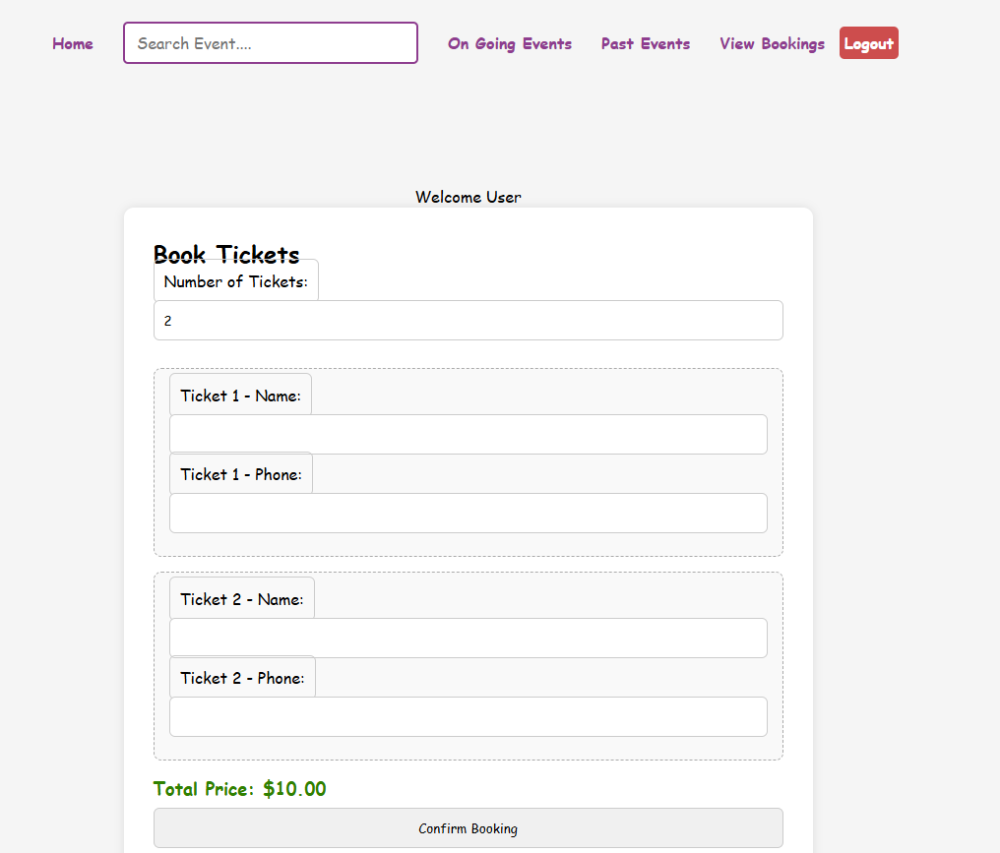 Home Search Event.... On Going Events Past Events View Bookings Logout
Welcome User
Book Tickets
Number of Tickets:
2
Ticket 1 - Name:
Ticket 1 - Phone:
Ticket 2 - Name:
Ticket 2 - Phone:
Total Price: $10.00
Confirm Booking